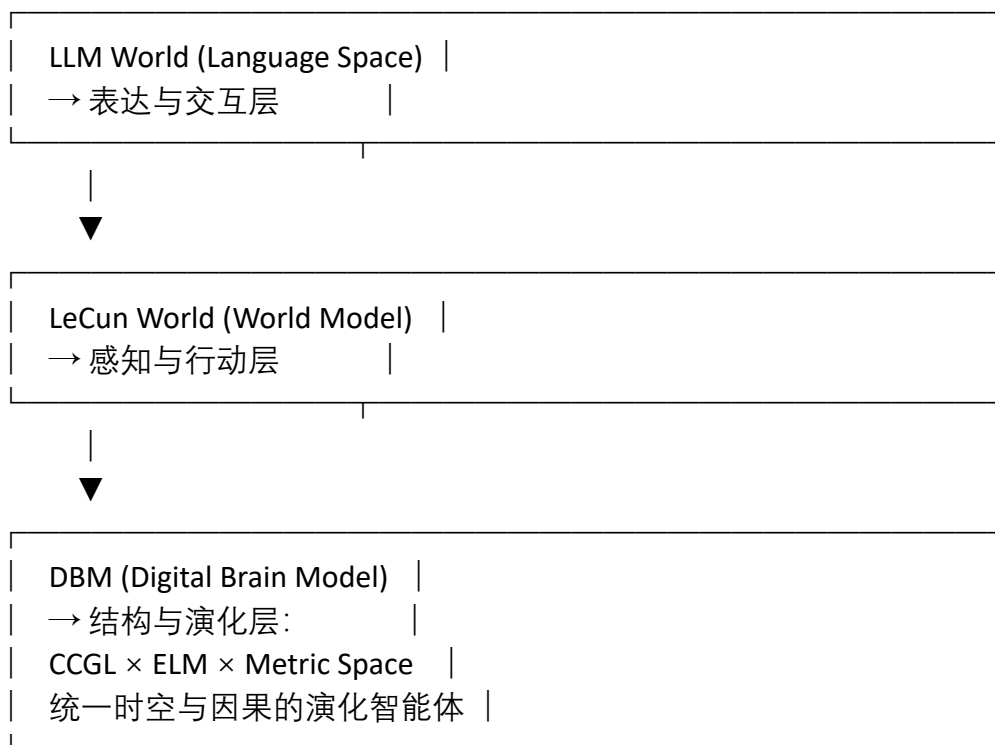 LLM World (Language Space)
→ 表达与交互层
LeCun World (World Model)
→ 感知与行动层
DBM (Digital Brain Model)
→ 结构与演化层:
CCGL × ELM × Metric Space
统一时空与因果的演化智能体